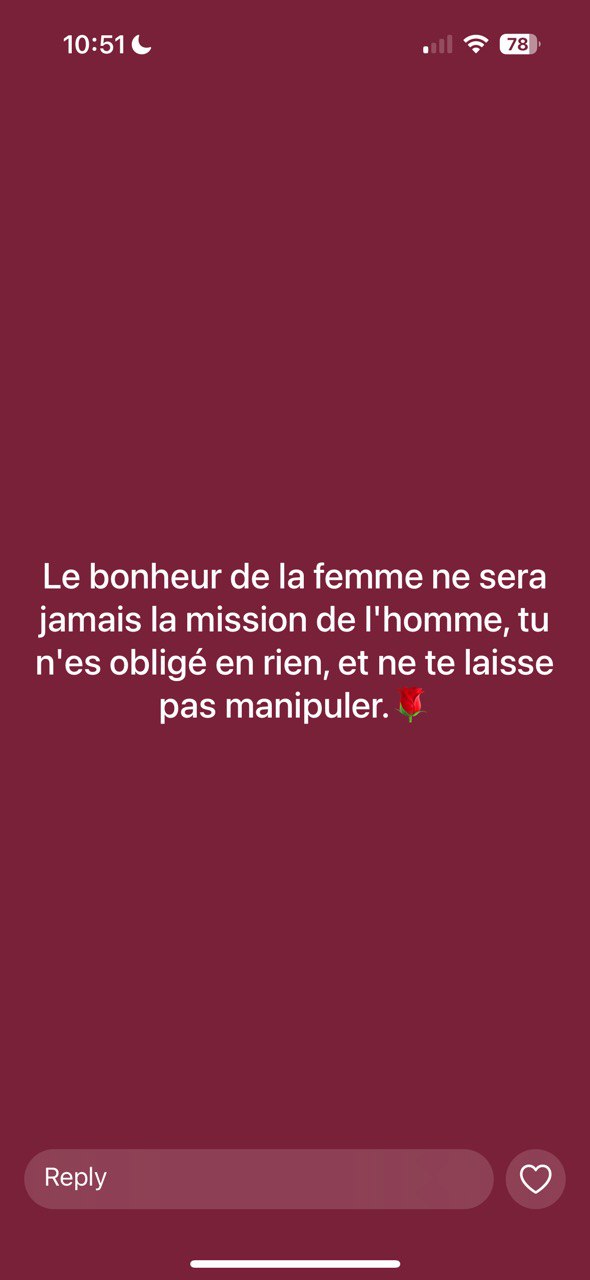 10:51
78
Le bonheur de la femme ne sera
jamais la mission de l'homme, tu
n'es obligé en rien, et ne te laisse
pas manipuler.🌹
Reply